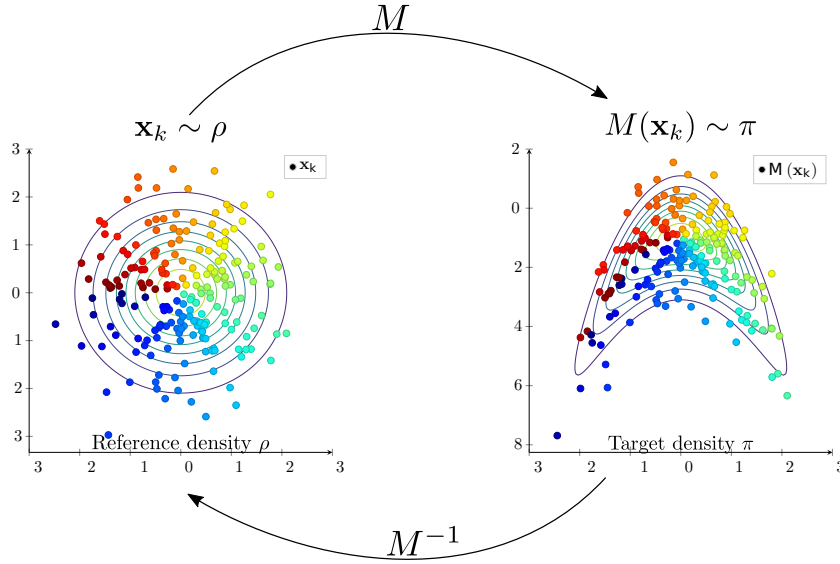 M
x_k ∼ ρ
M(x_k) ∼ π
3
2
1
0
1
2
3
x_k
Reference density ρ
3 2 1 0 1 2 3
2
0
2
4
6
8
M (x_k)
Target density π
3 2 1 0 1 2 3
M⁻¹